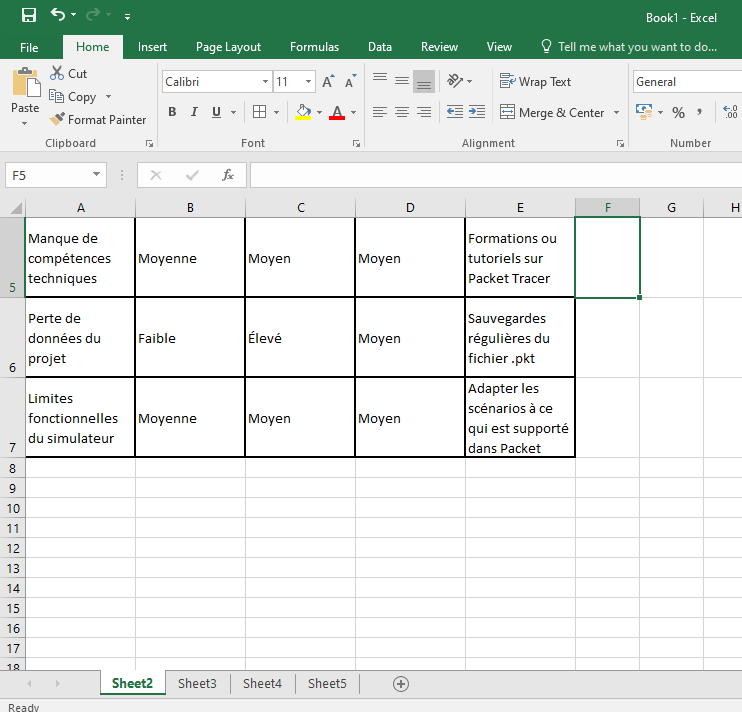 Book1 - Excel
File Home Insert Page Layout Formulas Data Review View Tell me what you want to do...
Paste
Cut
Copy
Format Painter
Clipboard
Calibri 11 A A
B I U A
Font
Wrap Text
Merge & Center
Alignment
General
% , .00
Number
F5 fx
A B C D E F G H
5
Manque de
compétences
techniques
Moyenne
Moyen
Moyen
Formations ou
tutoriels sur
Packet Tracer
6
Perte de
données du
projet
Faible
Élevé
Moyen
Sauvegardes
régulières du
fichier .pkt
7
Limites
fonctionnelles
du simulateur
Moyenne
Moyen
Moyen
Adapter les
scénarios à ce
qui est supporté
dans Packet
8
9
10
11
12
13
14
15
16
17
18
Sheet2 Sheet3 Sheet4 Sheet5
Ready